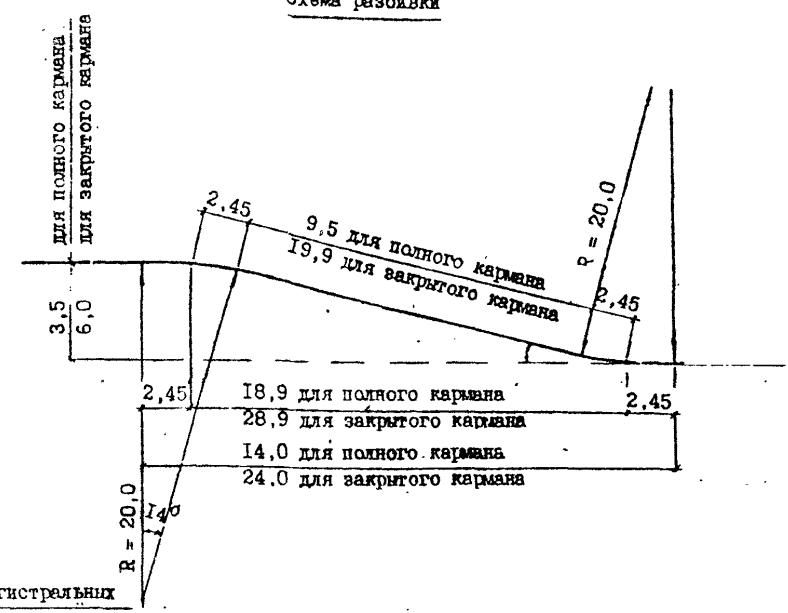 Схема разбивки
для полного кармана
для закрытого кармана
3,5
6,0
2,45
9,5 для полного кармана
19,9 для закрытого кармана
2,45
R = 20,0
2,45
18,9 для полного кармана
28,9 для закрытого кармана
2,45
14,0 для полного кармана
24,0 для закрытого кармана
R = 20,0
14°